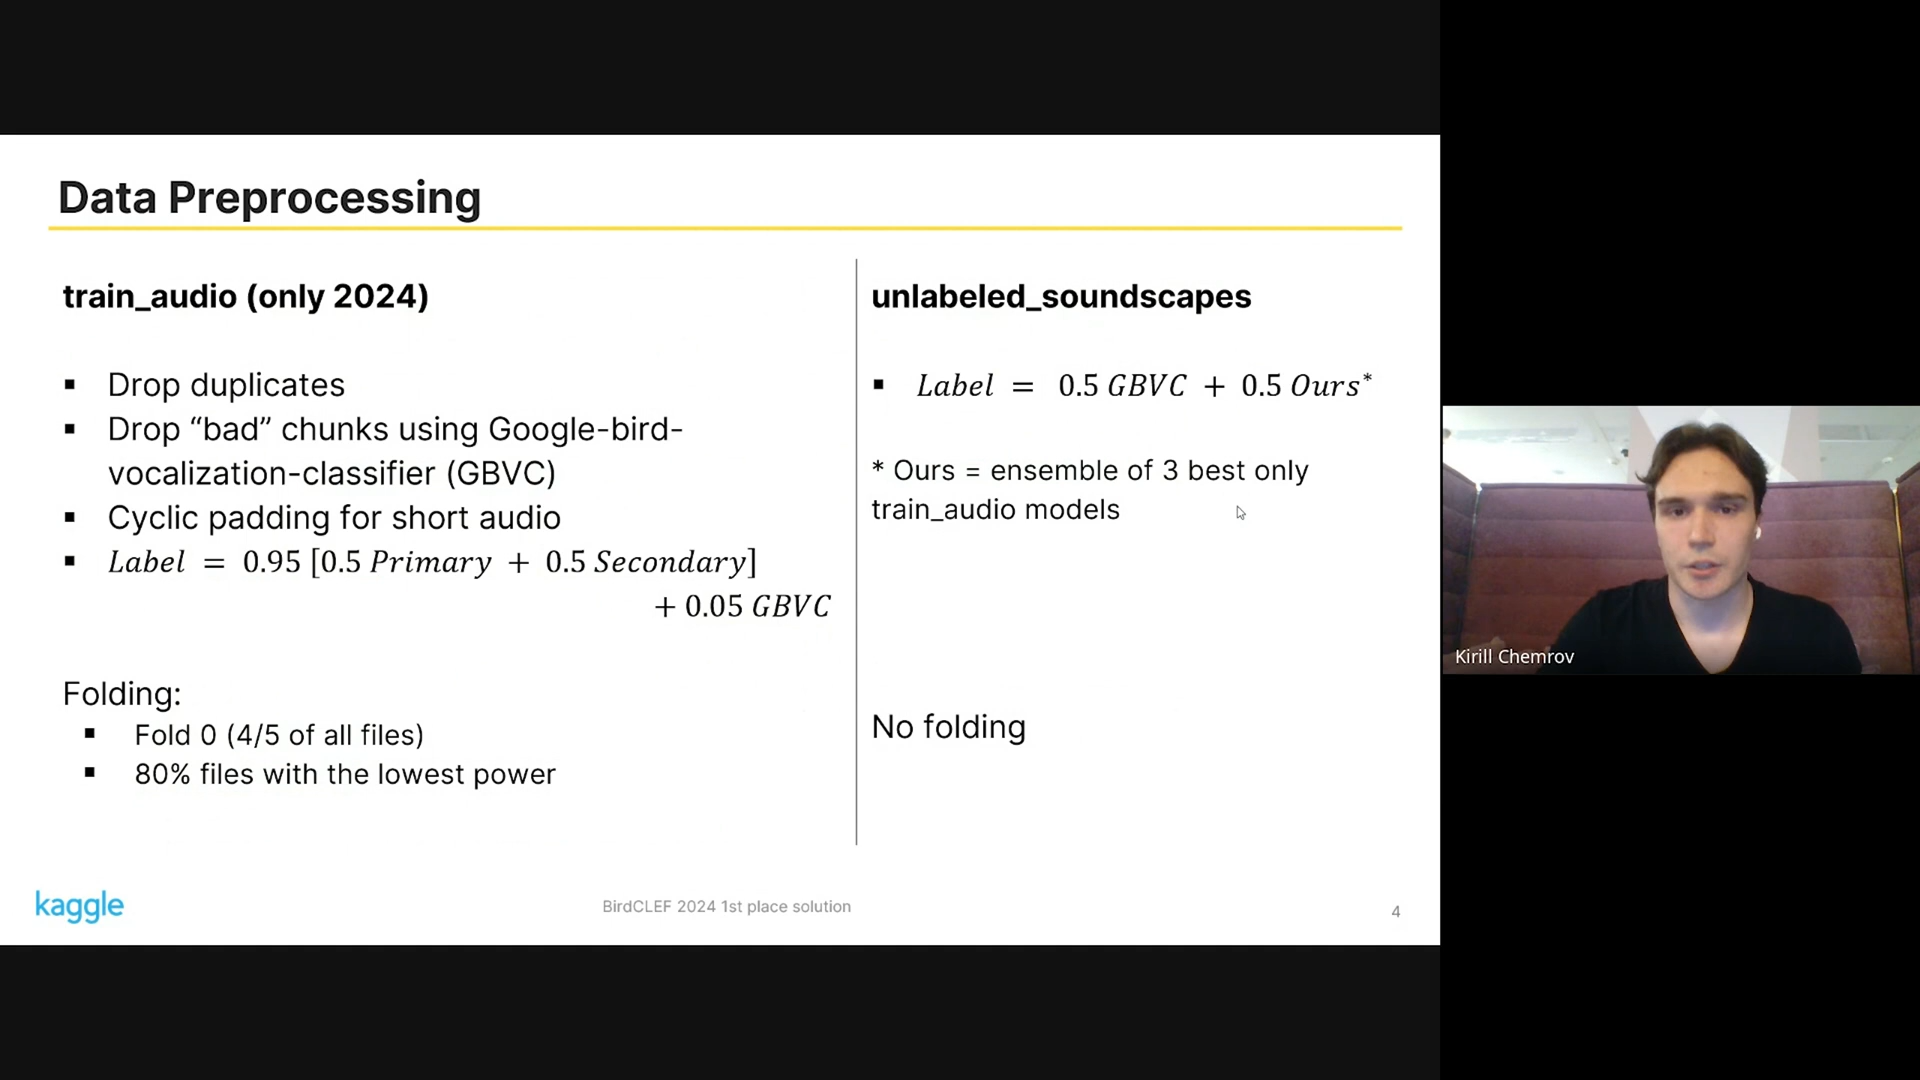 Data Preprocessing
train_audio (only 2024)
▪ Drop duplicates
▪ Drop “bad” chunks using Google-bird-
vocalization-classifier (GBVC)
▪ Cyclic padding for short audio
▪ Label = 0.95 [0.5 Primary + 0.5 Secondary]
+ 0.05 GBVC
Folding:
▪ Fold 0 (4/5 of all files)
▪ 80% files with the lowest power
unlabeled_soundscapes
▪ Label = 0.5 GBVC + 0.5 Ours*
* Ours = ensemble of 3 best only
train_audio models
No folding
kaggle
BirdCLEF 2024 1st place solution
4
Kirill Chemrov